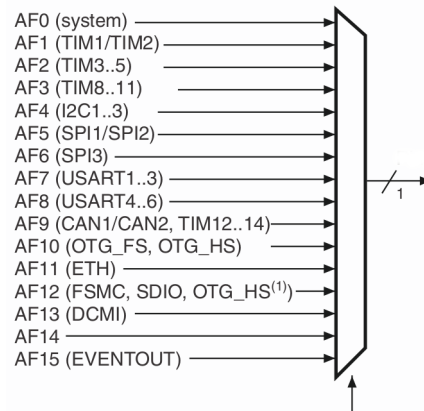 AF0 (system)
AF1 (TIM1/TIM2)
AF2 (TIM3..5)
AF3 (TIM8..11)
AF4 (I2C1..3)
AF5 (SPI1/SPI2)
AF6 (SPI3)
AF7 (USART1..3)
AF8 (USART4..6)
AF9 (CAN1/CAN2, TIM12..14)
AF10 (OTG_FS, OTG_HS)
AF11 (ETH)
AF12 (FSMC, SDIO, OTG_HS(1))
AF13 (DCMI)
AF14
AF15 (EVENTOUT)
1